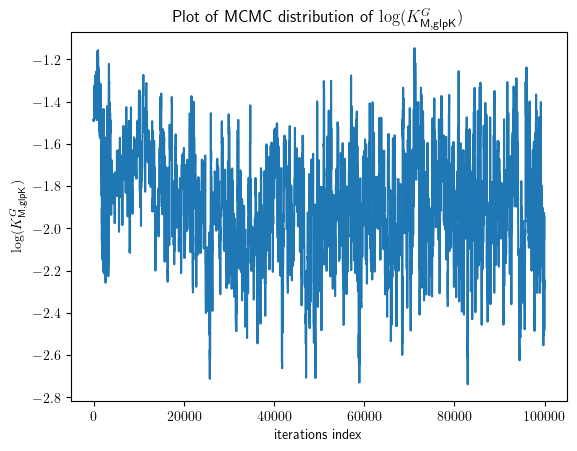 Plot of MCMC distribution of log(K^G_M,glpK)
−1.2
−1.4
−1.6
−1.8
−2.0
−2.2
−2.4
−2.6
−2.8
log(K^G_M,glpK)
0 20000 40000 60000 80000 100000
iterations index